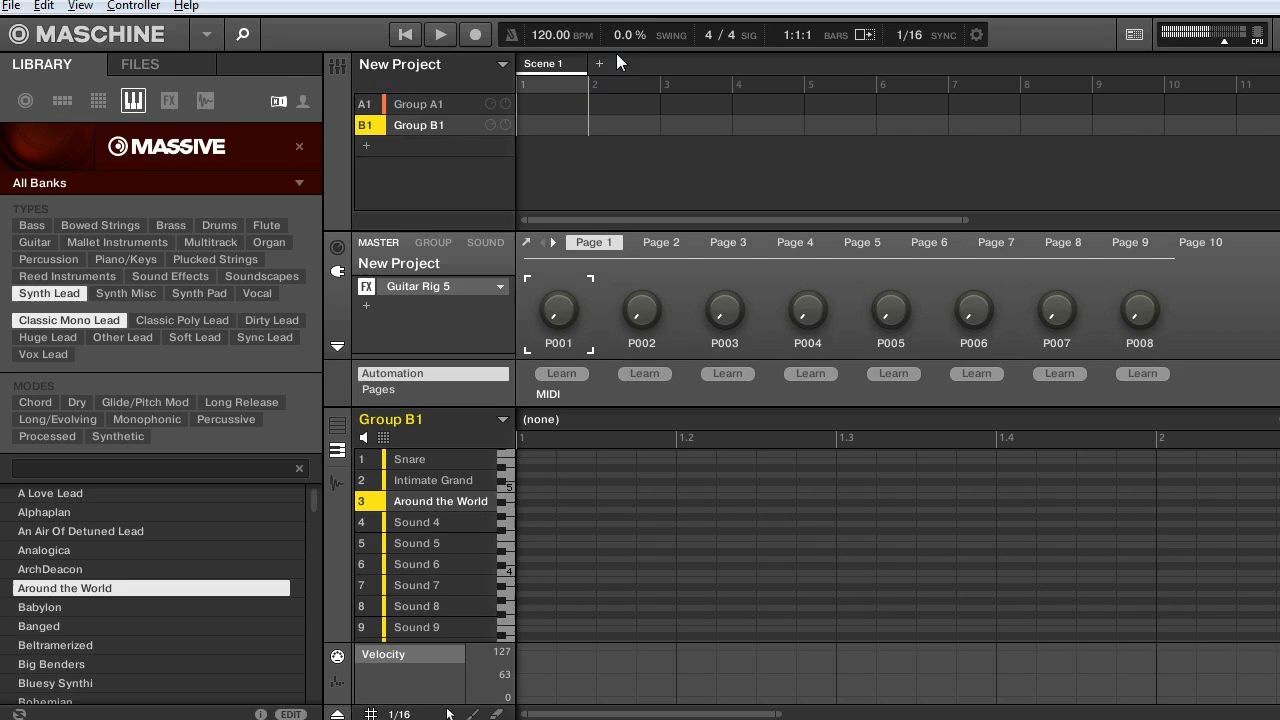 File Edit View Controller Help
MASCHINE 120.00 BPM 0.0 % SWING 4 / 4 SIG 1:1:1 BARS 1/16 SYNC CPU
LIBRARY FILES
MASSIVE
All Banks
TYPES
Bass Bowed Strings Brass Drums Flute
Guitar Mallet Instruments Multitrack Organ
Percussion Piano/Keys Plucked Strings
Reed Instruments Sound Effects Soundscapes
Synth Lead Synth Misc Synth Pad Vocal
Classic Mono Lead Classic Poly Lead Dirty Lead
Huge Lead Other Lead Soft Lead Sync Lead
Vox Lead
MODES
Chord Dry Glide/Pitch Mod Long Release
Long/Evolving Monophonic Percussive
Processed Synthetic
A Love Lead
Alphaplan
An Air Of Detuned Lead
Analogica
ArchDeacon
Around the World
Babylon
Banged
Beltramerized
Big Benders
Bluesy Synthi
Bohemian
EDIT
New Project Scene 1 +
1 2 3 4 5 6 7 8 9 10 11
A1 Group A1
B1 Group B1
+
MASTER GROUP SOUND
New Project
FX Guitar Rig 5
+
Automation
Pages
Page 1 Page 2 Page 3 Page 4 Page 5 Page 6 Page 7 Page 8 Page 9 Page 10
P001 P002 P003 P004 P005 P006 P007 P008
Learn Learn Learn Learn Learn Learn Learn Learn
MIDI
Group B1 (none)
1 1.2 1.3 1.4 2
1 Snare
2 Intimate Grand 5
3 Around the World
4 Sound 4
5 Sound 5
6 Sound 6 4
7 Sound 7
8 Sound 8
9 Sound 9
Velocity 127
63
0
1/16